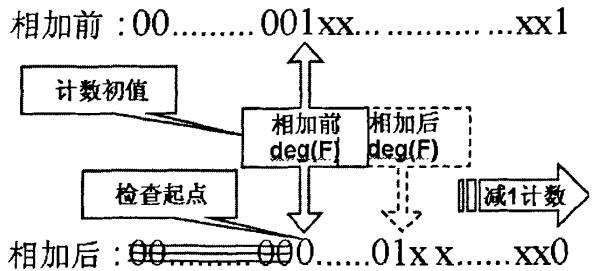 相加前:00.........001xx.................xx1
计数初值
相加前 相加后
deg(F) deg(F)
检查起点
减1计数
相加后:00..........000......01x x......xx0